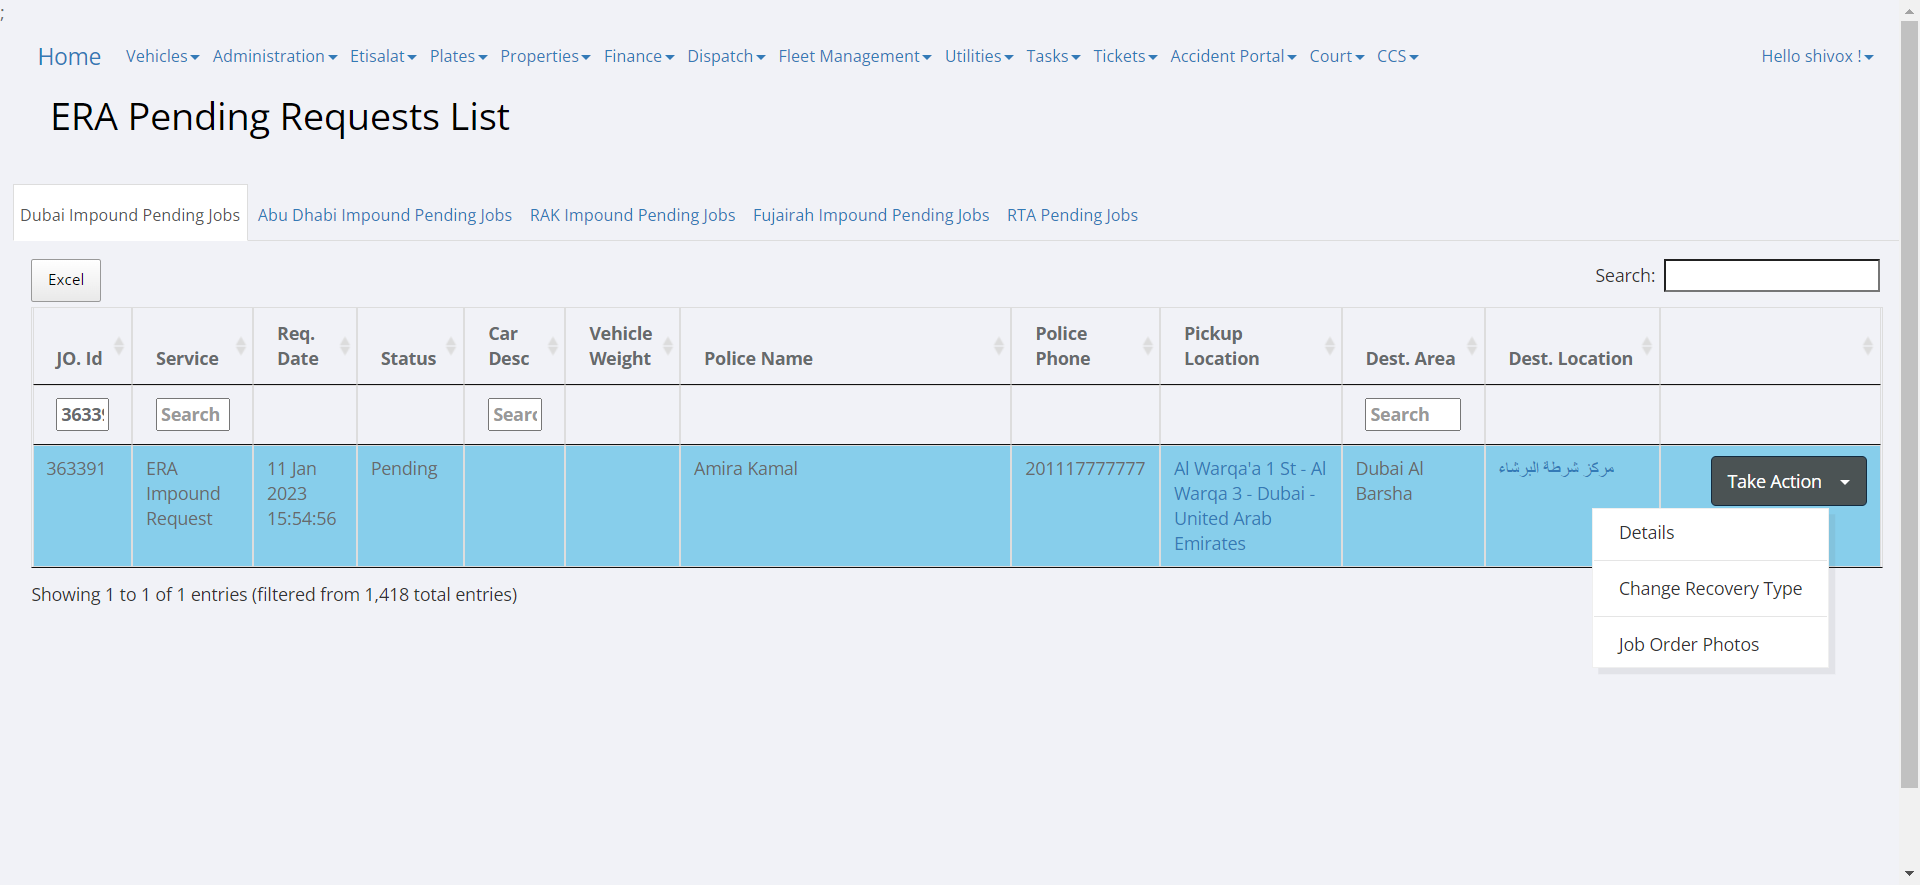 ;
Home Vehicles Administration Etisalat Plates Properties Finance Dispatch Fleet Management Utilities Tasks Tickets Accident Portal Court CCS Hello shivox !
ERA Pending Requests List
Dubai Impound Pending Jobs Abu Dhabi Impound Pending Jobs RAK Impound Pending Jobs Fujairah Impound Pending Jobs RTA Pending Jobs
Excel
Search:
JO. Id
Service
Req.
Date
Status
Car
Desc
Vehicle
Weight
Police Name
Police
Phone
Pickup
Location
Dest. Area
Dest. Location
Search
Search
363391
ERA
Impound
Request
11 Jan
2023
15:54:56
Pending
Amira Kamal
201117777777
Al Warqa'a 1 St - Al
Warqa 3 - Dubai -
United Arab
Emirates
Dubai Al
Barsha
مركز شرطة البرشاء
Take Action
Details
Change Recovery Type
Job Order Photos
Showing 1 to 1 of 1 entries (filtered from 1,418 total entries)